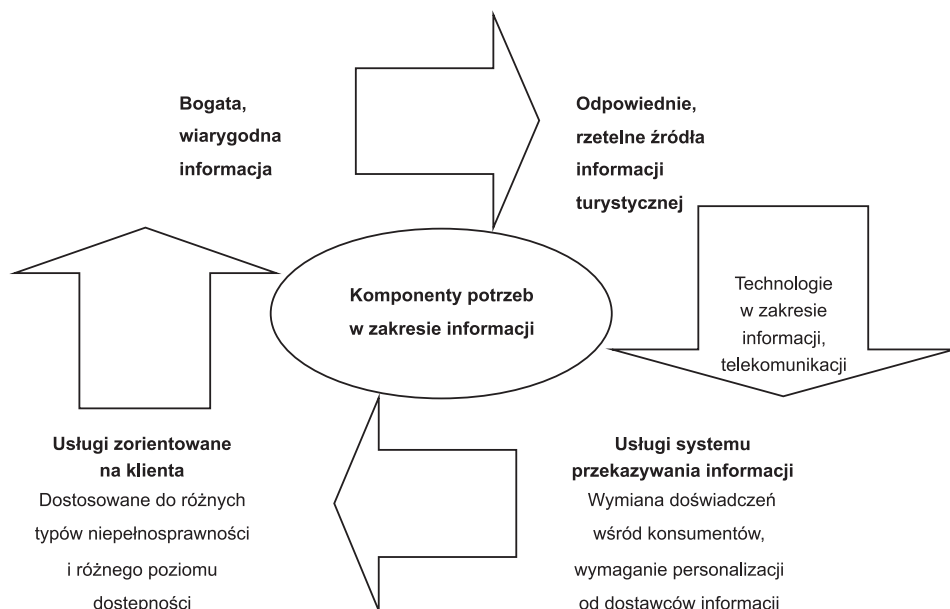 Bogata,
wiarygodna
informacja
Odpowiednie,
rzetelne źródła
informacji
turystycznej
Komponenty potrzeb
w zakresie informacji
Technologie
w zakresie
informacji,
telekomunikacji
Usługi zorientowane
na klienta
Dostosowane do różnych
typów niepełnosprawności
i różnego poziomu
dostępności
Usługi systemu
przekazywania informacji
Wymiana doświadczeń
wśród konsumentów,
wymaganie personalizacji
od dostawców informacji